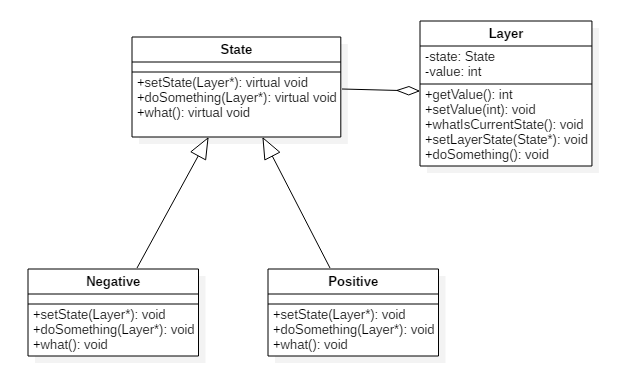 State
+setState(Layer*): virtual void
+doSomething(Layer*): virtual void
+what(): virtual void
Layer
-state: State
-value: int
+getValue(): int
+setValue(int): void
+whatIsCurrentState(): void
+setLayerState(State*): void
+doSomething(): void
Negative
+setState(Layer*): void
+doSomething(Layer*): void
+what(): void
Positive
+setState(Layer*): void
+doSomething(Layer*): void
+what(): void